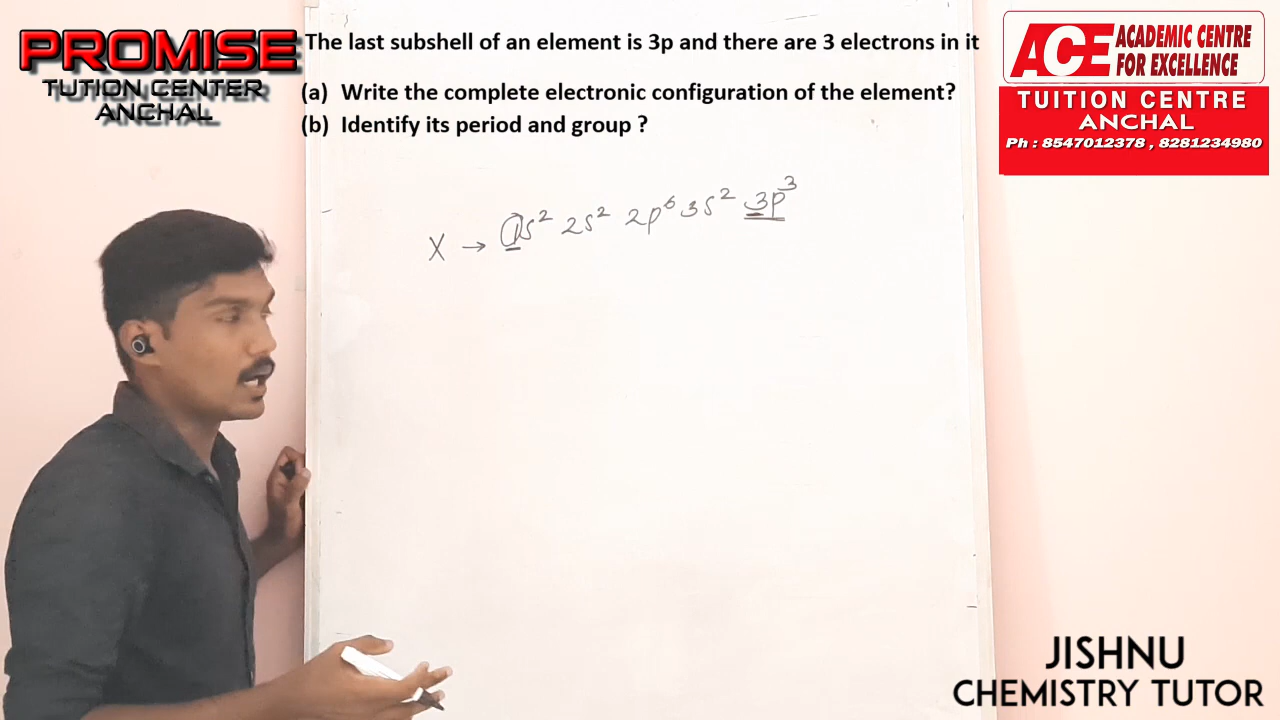 PROMISE
TUTION CENTER
ANCHAL
The last subshell of an element is 3p and there are 3 electrons in it
(a) Write the complete electronic configuration of the element?
(b) Identify its period and group ?
ACE ACADEMIC CENTRE
FOR EXCELLENCE
TUITION CENTRE
ANCHAL
Ph : 8547012378 , 8281234980
X → 1s² 2s² 2p⁶ 3s² 3p³
JISHNU
CHEMISTRY TUTOR